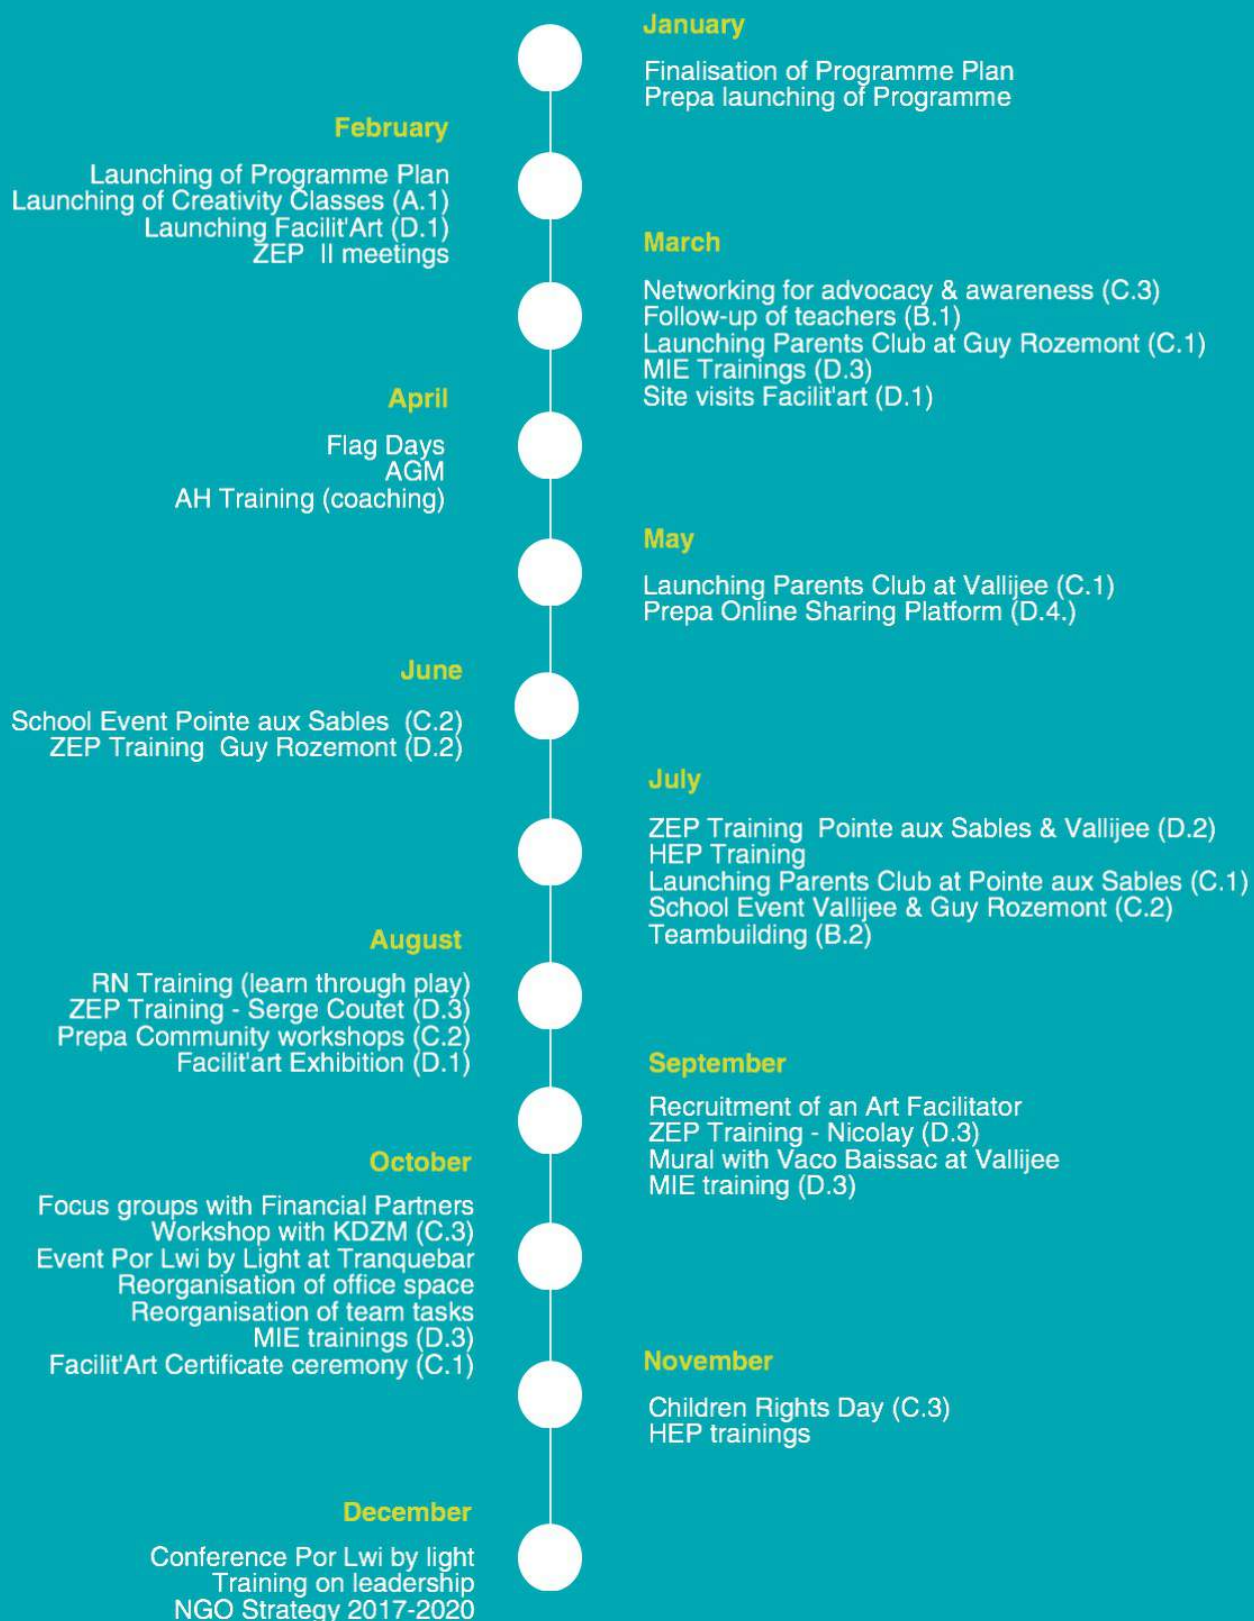 January
Finalisation of Programme Plan
Prepa launching of Programme
February
Launching of Programme Plan
Launching of Creativity Classes (A.1)
Launching Facilit'Art (D.1)
ZEP  II meetings
March
Networking for advocacy & awareness (C.3)
Follow-up of teachers (B.1)
Launching Parents Club at Guy Rozemont (C.1)
MIE Trainings (D.3)
Site visits Facilit'art (D.1)
April
Flag Days
AGM
AH Training (coaching)
May
Launching Parents Club at Vallijee (C.1)
Prepa Online Sharing Platform (D.4.)
June
School Event Pointe aux Sables  (C.2)
ZEP Training  Guy Rozemont (D.2)
July
ZEP Training  Pointe aux Sables & Vallijee (D.2)
HEP Training
Launching Parents Club at Pointe aux Sables (C.1)
School Event Vallijee & Guy Rozemont (C.2)
Teambuilding (B.2)
August
RN Training (learn through play)
ZEP Training - Serge Coutet (D.3)
Prepa Community workshops (C.2)
Facilit'art Exhibition (D.1)
September
Recruitment of an Art Facilitator
ZEP Training - Nicolay (D.3)
Mural with Vaco Baissac at Vallijee
MIE training (D.3)
October
Focus groups with Financial Partners
Workshop with KDZM (C.3)
Event Por Lwi by Light at Tranquebar
Reorganisation of office space
Reorganisation of team tasks
MIE trainings (D.3)
Facilit'Art Certificate ceremony (C.1)
November
Children Rights Day (C.3)
HEP trainings
December
Conference Por Lwi by light
Training on leadership
NGO Strategy 2017-2020